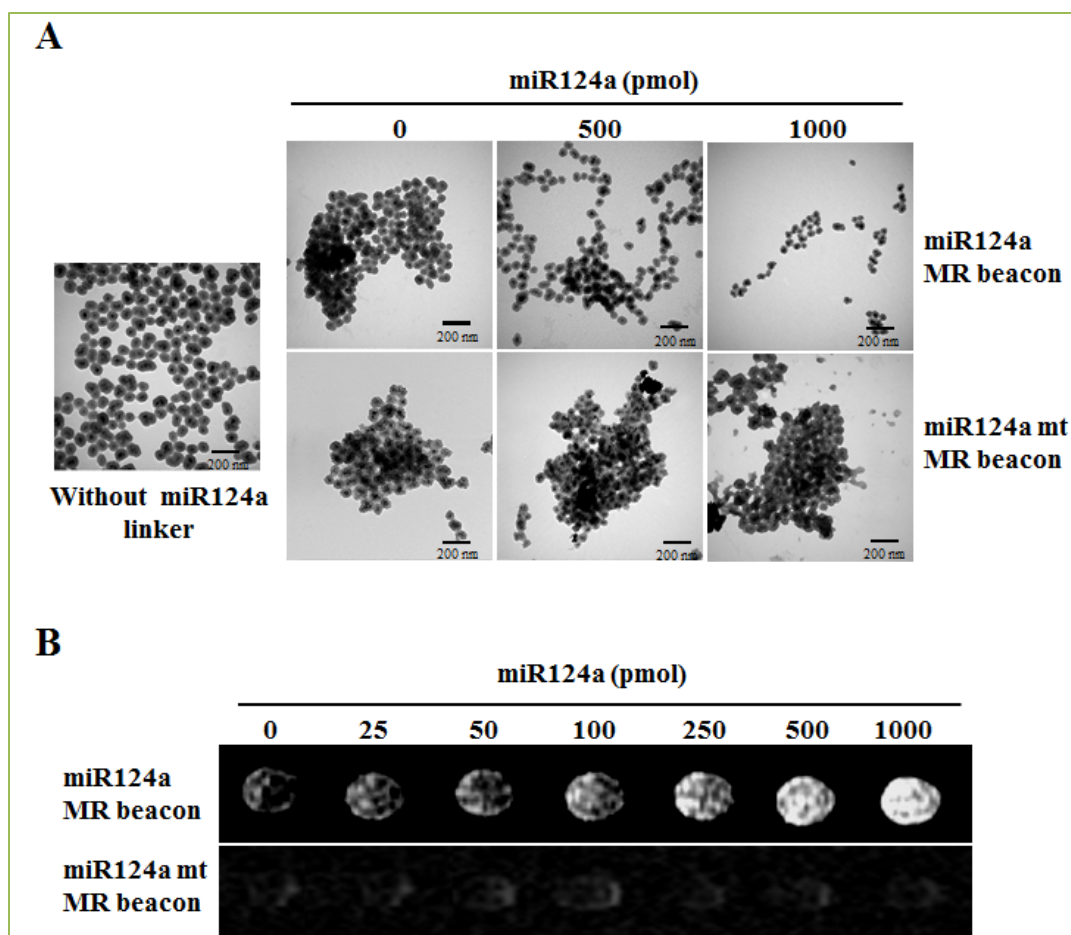 A
miR124a (pmol)
0 500 1000
miR124a
MR beacon
200 nm 200 nm 200 nm
200 nm
Without miR124a
linker
miR124a mt
MR beacon
200 nm 200 nm 200 nm
B
miR124a (pmol)
0 25 50 100 250 500 1000
miR124a
MR beacon
miR124a mt
MR beacon